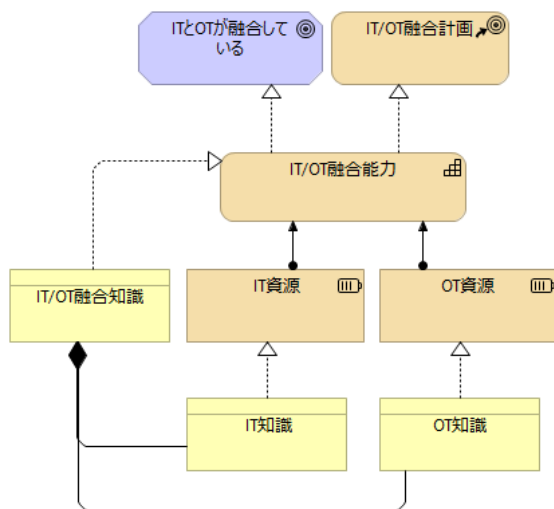 ITとOTが融合して
いる
IT/OT融合計画
IT/OT融合能力
IT/OT融合知識
IT資源
OT資源
IT知識
OT知識